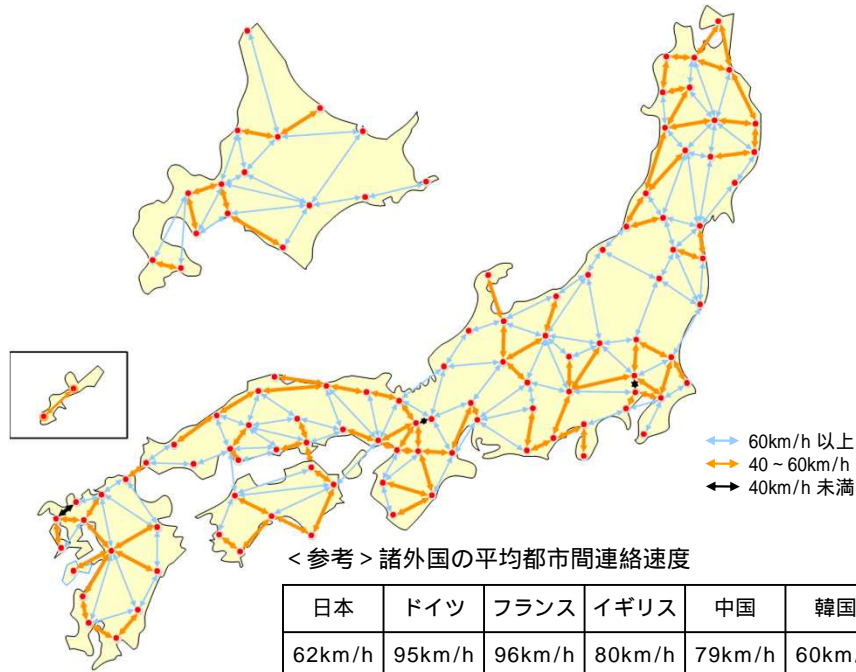 60km/h 以上
40~60km/h
40km/h 未満
<参考>諸外国の平均都市間連絡速度
日本 ドイツ フランス イギリス 中国 韓国
62km/h 95km/h 96km/h 80km/h 79km/h 60km/